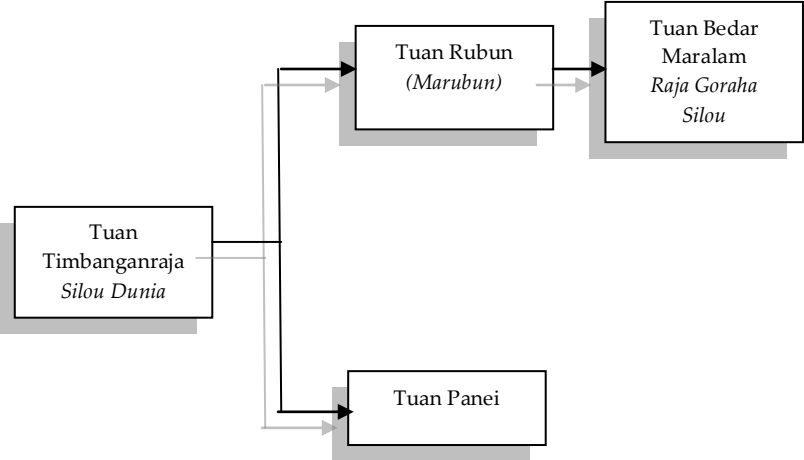 Tuan Rubun
(Marubun)
Tuan Bedar
Maralam
Raja Goraha
Silou
Tuan
Timbanganraja
Silou Dunia
Tuan Panei